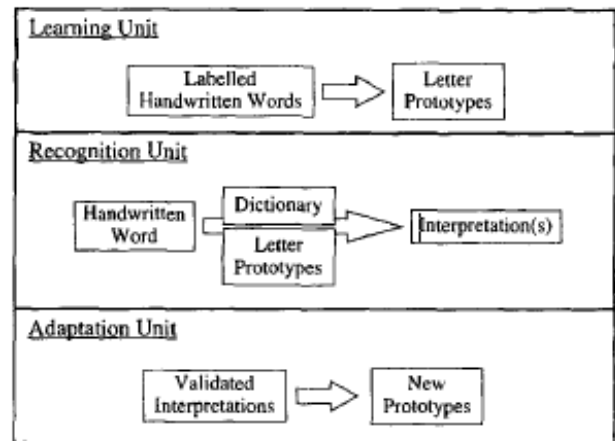 Learning Unit
Labelled
Handwritten Words
Letter
Prototypes
Recognition Unit
Handwritten
Word
Dictionary
Letter
Prototypes
Interpretation(s)
Adaptation Unit
Validated
Interpretations
New
Prototypes